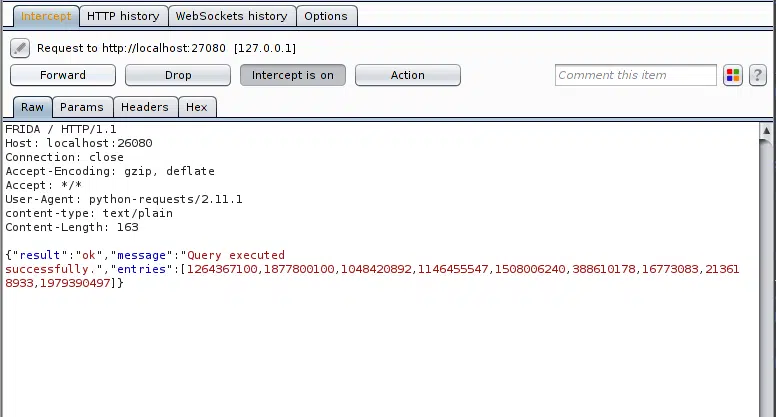 Intercept HTTP history WebSockets history Options
Request to http://localhost:27080 [127.0.0.1]
Forward Drop Intercept is on Action Comment this item ?
Raw Params Headers Hex
FRIDA / HTTP/1.1
Host: localhost:26080
Connection: close
Accept-Encoding: gzip, deflate
Accept: */*
User-Agent: python-requests/2.11.1
content-type: text/plain
Content-Length: 163
{"result":"ok","message":"Query executed
successfully.","entries":[1264367100,1877800100,1048420892,1146455547,1508006240,388610178,16773083,21361
8933,1979390497]}